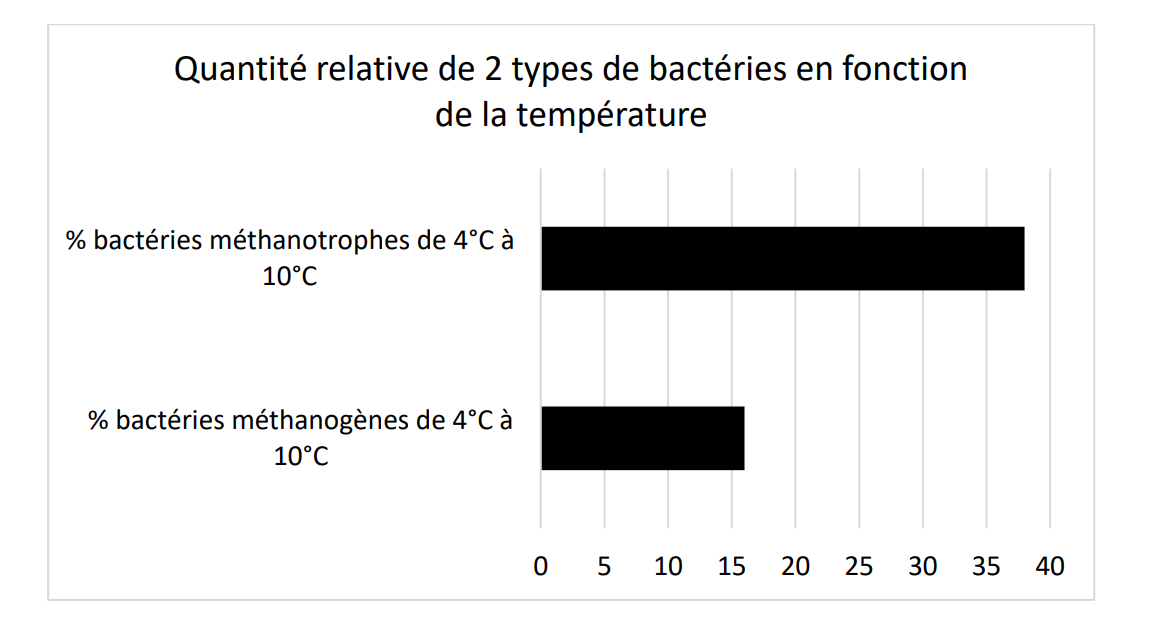 Quantité relative de 2 types de bactéries en fonction
de la température
% bactéries méthanotrophes de 4°C à
10°C
% bactéries méthanogènes de 4°C à
10°C
0 5 10 15 20 25 30 35 40